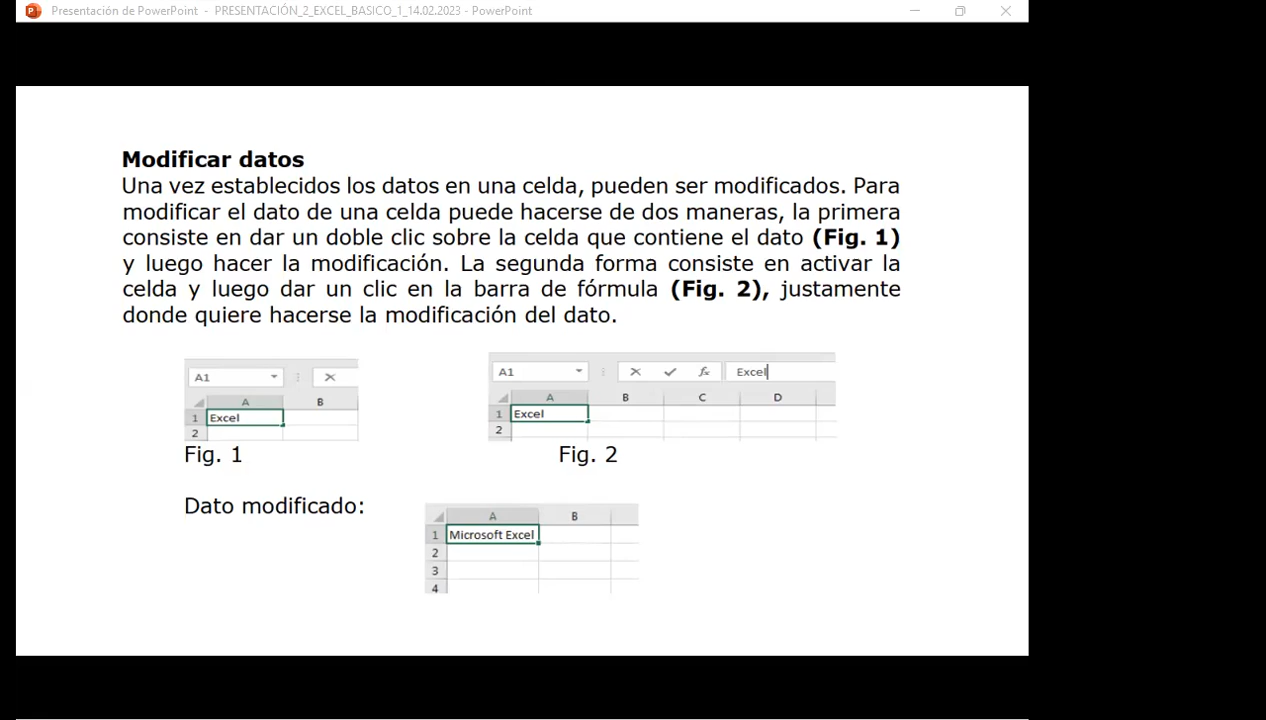 Presentación de PowerPoint - PRESENTACIÓN_2_EXCEL_BASICO_1_14.02.2023 - PowerPoint
Modificar datos
Una vez establecidos los datos en una celda, pueden ser modificados. Para
modificar el dato de una celda puede hacerse de dos maneras, la primera
consiste en dar un doble clic sobre la celda que contiene el dato (Fig. 1)
y luego hacer la modificación. La segunda forma consiste en activar la
celda y luego dar un clic en la barra de fórmula (Fig. 2), justamente
donde quiere hacerse la modificación del dato.
A1
A B
1 Excel
2
Fig. 1
A1 fx Excel
A B C D
1 Excel
2
Fig. 2
Dato modificado:
A B
1 Microsoft Excel
2
3
4